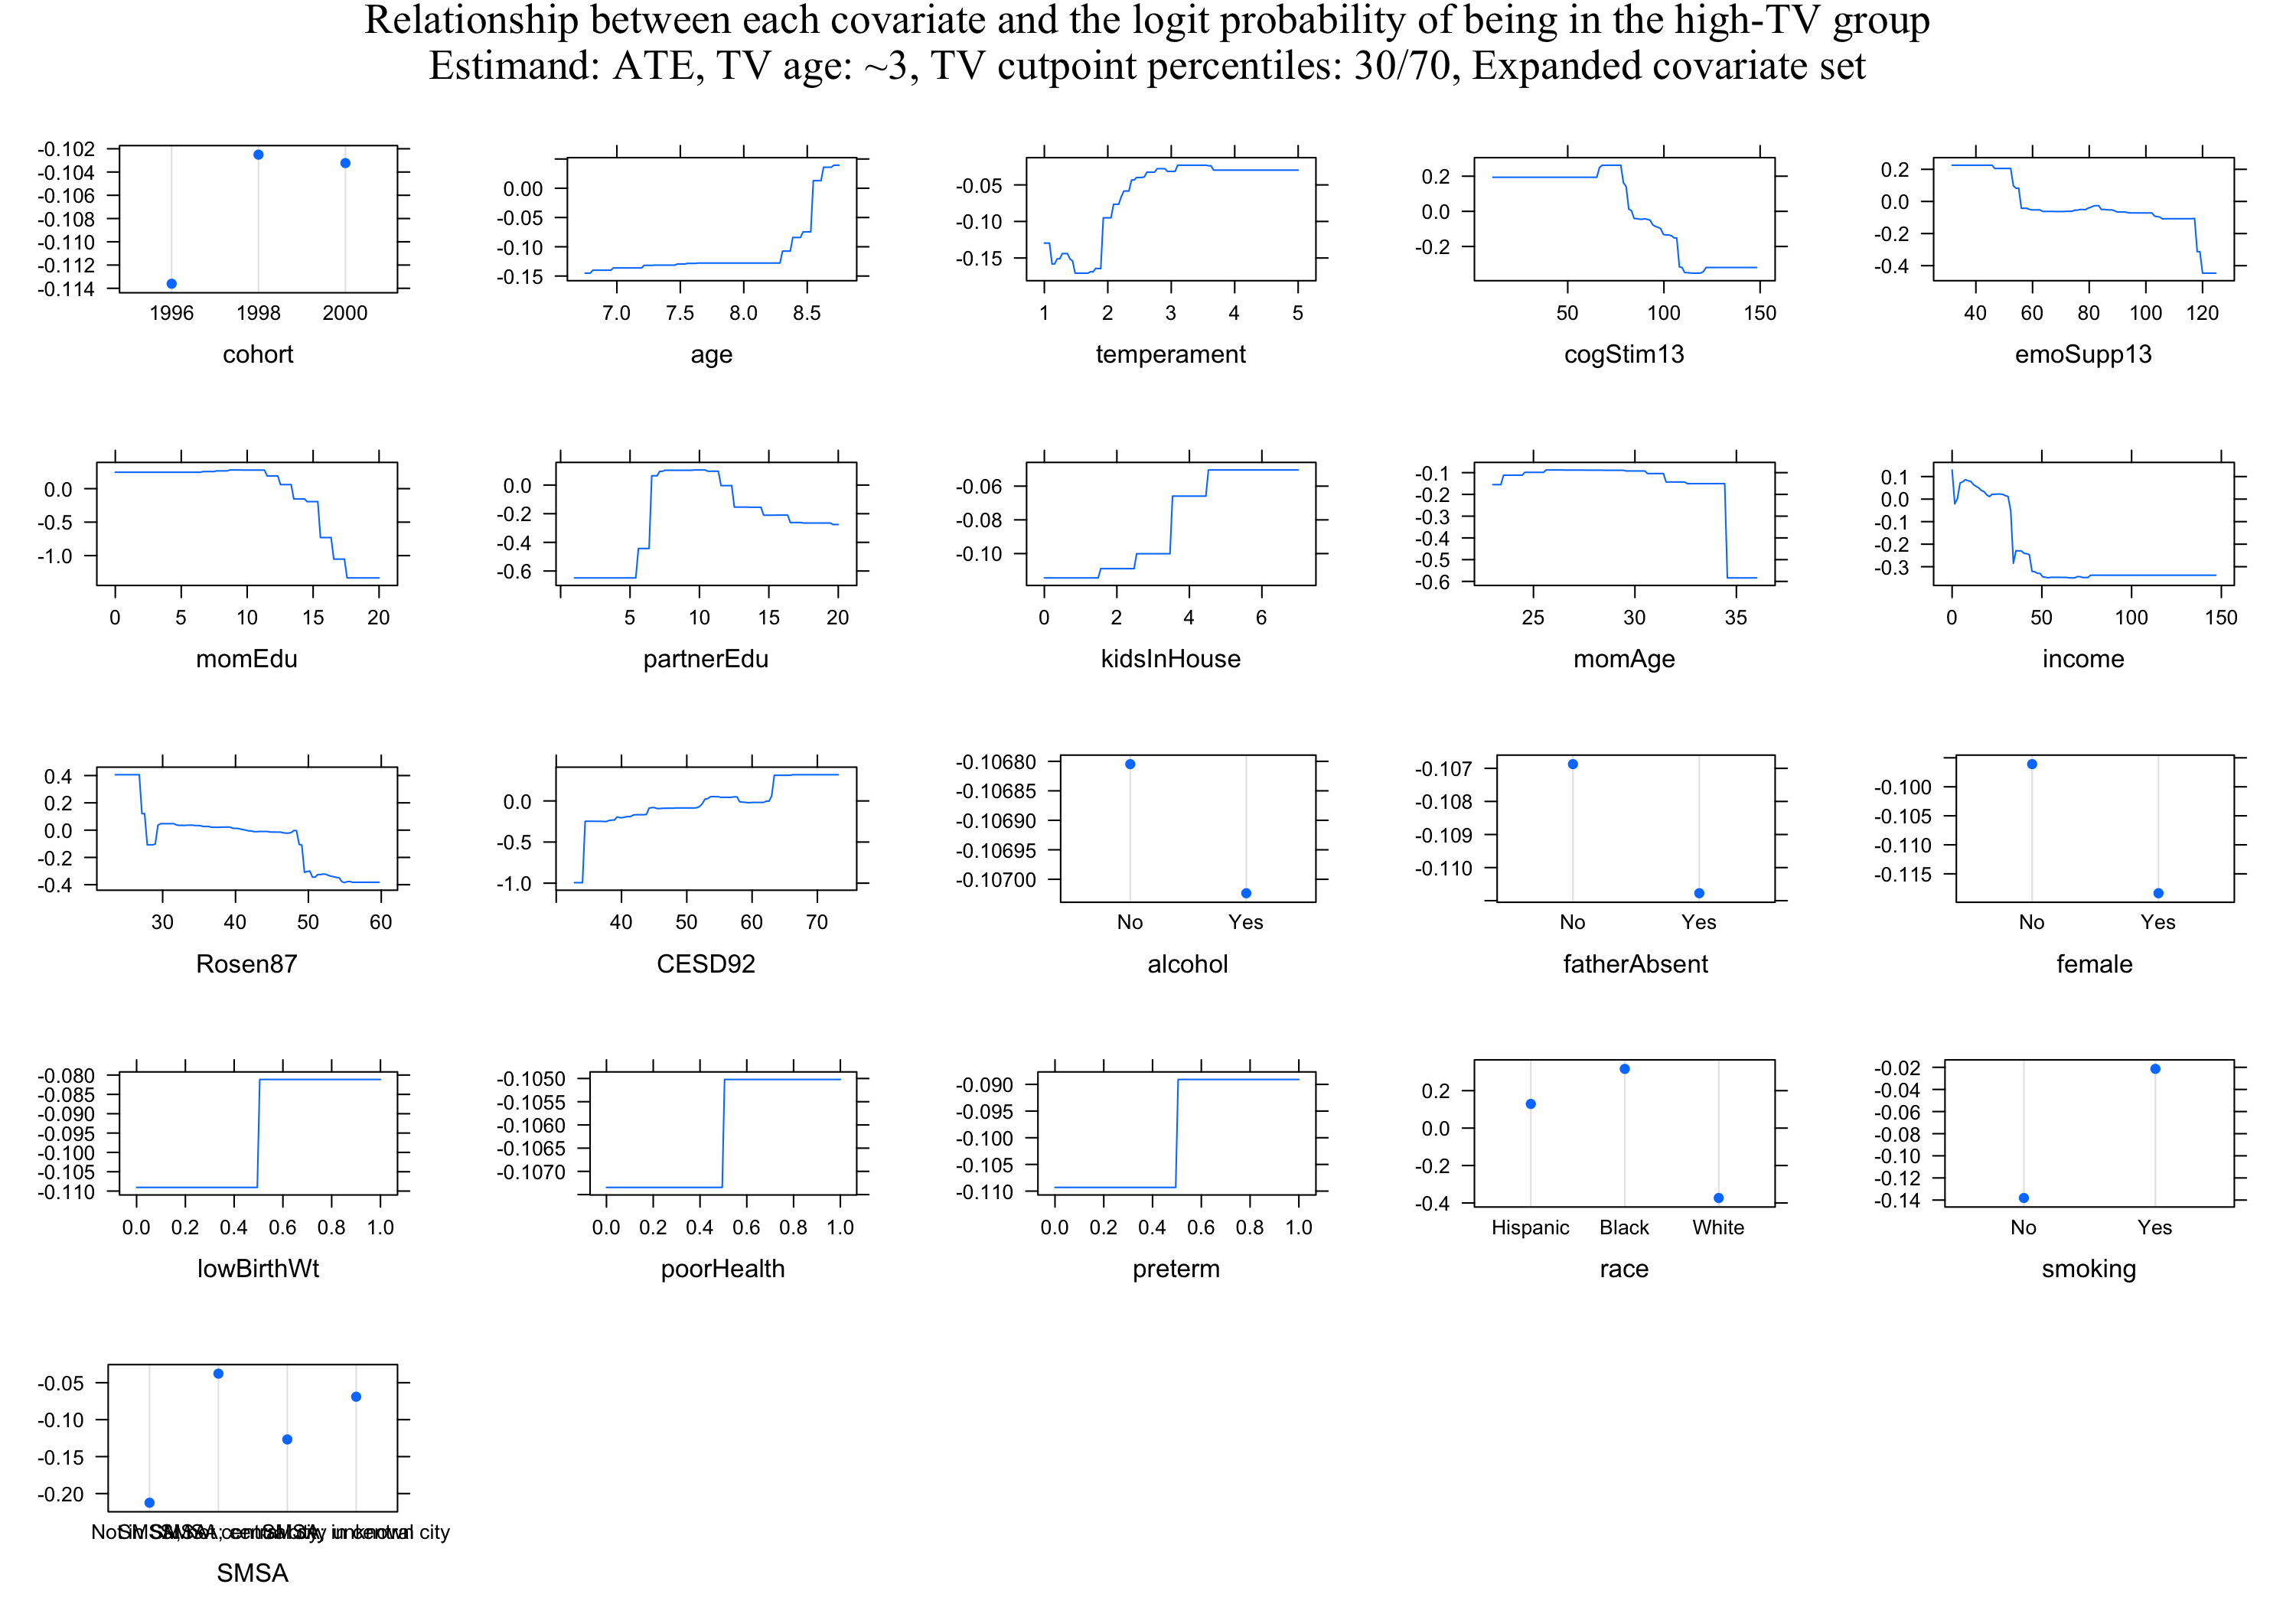 Relationship between each covariate and the logit probability of being in the high-TV group
Estimand: ATE, TV age: ~3, TV cutpoint percentiles: 30/70, Expanded covariate set
-0.102
-0.104
-0.106
-0.108
-0.110
-0.112
-0.114
1996 1998 2000
cohort
0.00
-0.05
-0.10
-0.15
7.0 7.5 8.0 8.5
age
-0.05
-0.10
-0.15
1 2 3 4 5
temperament
0.2
0.0
-0.2
50 100 150
cogStim13
0.2
0.0
-0.2
-0.4
40 60 80 100 120
emoSupp13
0.0
-0.5
-1.0
0 5 10 15 20
momEdu
0.0
-0.2
-0.4
-0.6
5 10 15 20
partnerEdu
-0.06
-0.08
-0.10
0 2 4 6
kidsInHouse
-0.1
-0.2
-0.3
-0.4
-0.5
-0.6
25 30 35
momAge
0.1
0.0
-0.1
-0.2
-0.3
0 50 100 150
income
0.4
0.2
0.0
-0.2
-0.4
30 40 50 60
Rosen87
0.0
-0.5
-1.0
40 50 60 70
CESD92
-0.10680
-0.10685
-0.10690
-0.10695
-0.10700
No Yes
alcohol
-0.107
-0.108
-0.109
-0.110
No Yes
fatherAbsent
-0.100
-0.105
-0.110
-0.115
No Yes
female
-0.080
-0.085
-0.090
-0.095
-0.100
-0.105
-0.110
0.0 0.2 0.4 0.6 0.8 1.0
lowBirthWt
-0.1050
-0.1055
-0.1060
-0.1065
-0.1070
0.0 0.2 0.4 0.6 0.8 1.0
poorHealth
-0.090
-0.095
-0.100
-0.105
-0.110
0.0 0.2 0.4 0.6 0.8 1.0
preterm
0.2
0.0
-0.2
-0.4
Hispanic Black White
race
-0.02
-0.04
-0.06
-0.08
-0.10
-0.12
-0.14
No Yes
smoking
-0.05
-0.10
-0.15
-0.20
SMSA